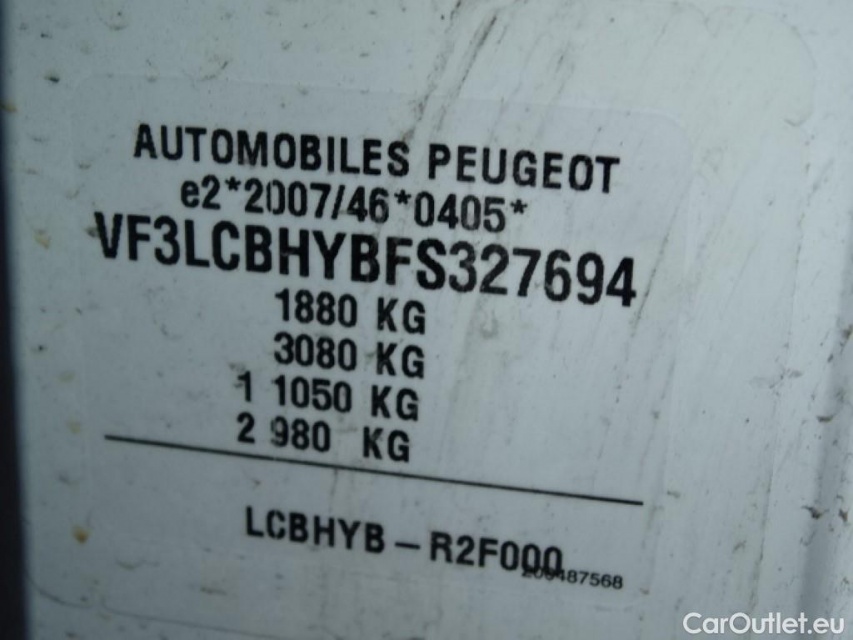 AUTOMOBILES PEUGEOT
e2*2007/46*0405*
VF3LCBHYBFS327694
1880 KG
3080 KG
1 1050 KG
2 980 KG
LCBHYB – R2F000
CarOutlet.eu